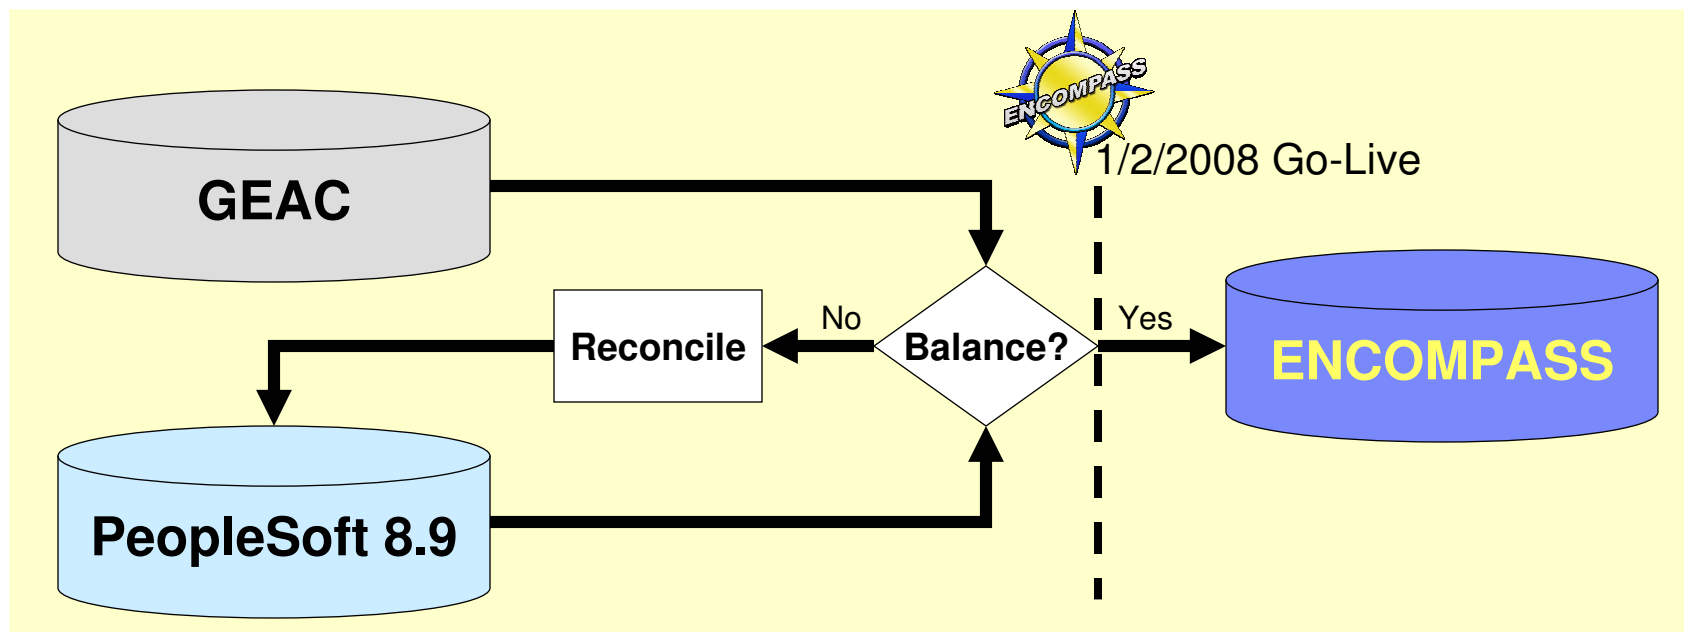 ENCOMPASS
1/2/2008 Go-Live
GEAC
No
Yes
Reconcile
Balance?
ENCOMPASS
PeopleSoft 8.9